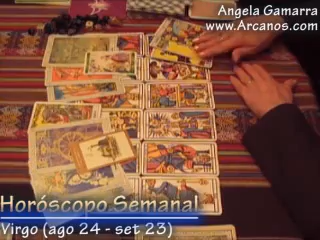 Angela Gamarra
www.Arcanos.com
Horóscopo Semanal
Virgo (ago 24 - set 23)